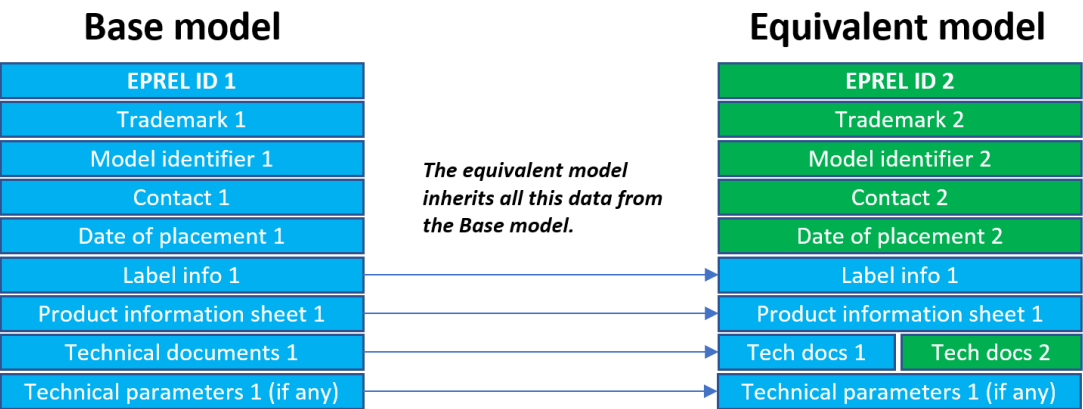 Base model
Equivalent model
EPREL ID 1
EPREL ID 2
Trademark 1
Trademark 2
Model identifier 1
Model identifier 2
Contact 1
Contact 2
Date of placement 1
Date of placement 2
The equivalent model
inherits all this data from
the Base model.
Label info 1
Label info 1
Product information sheet 1
Product information sheet 1
Technical documents 1
Tech docs 1
Tech docs 2
Technical parameters 1 (if any)
Technical parameters 1 (if any)